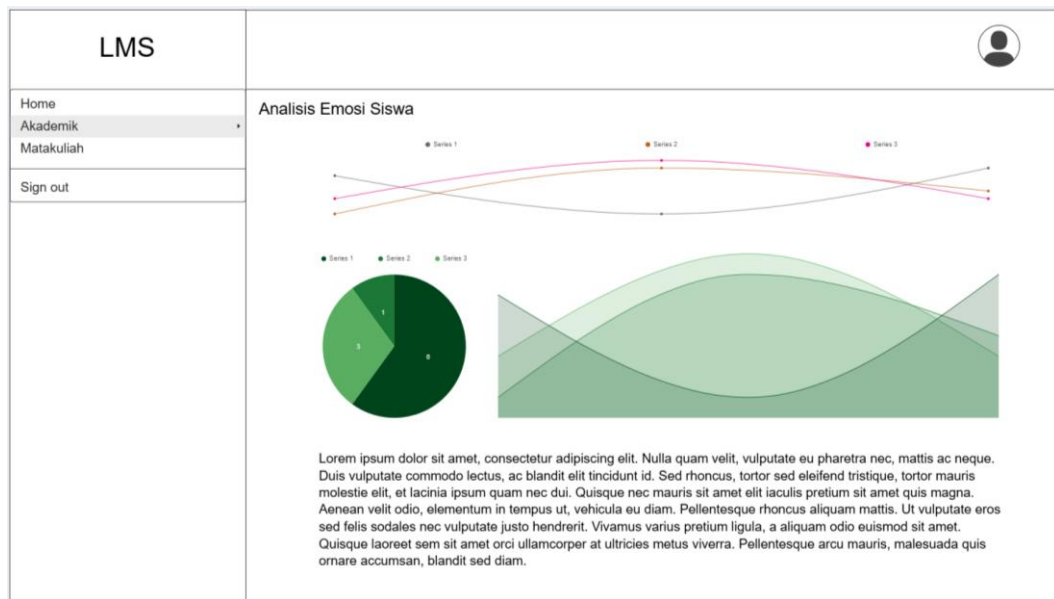 LMS
Home
Akademik
Matakuliah
Sign out
Analisis Emosi Siswa
Series 1 Series 2 Series 3
Series 1 Series 2 Series 3
1
3
6
Lorem ipsum dolor sit amet, consectetur adipiscing elit. Nulla quam velit, vulputate eu pharetra nec, mattis ac neque.
Duis vulputate commodo lectus, ac blandit elit tincidunt id. Sed rhoncus, tortor sed eleifend tristique, tortor mauris
molestie elit, et lacinia ipsum quam nec dui. Quisque nec mauris sit amet elit iaculis pretium sit amet quis magna.
Aenean velit odio, elementum in tempus ut, vehicula eu diam. Pellentesque rhoncus aliquam mattis. Ut vulputate eros
sed felis sodales nec vulputate justo hendrerit. Vivamus varius pretium ligula, a aliquam odio euismod sit amet.
Quisque laoreet sem sit amet orci ullamcorper at ultricies metus viverra. Pellentesque arcu mauris, malesuada quis
ornare accumsan, blandit sed diam.